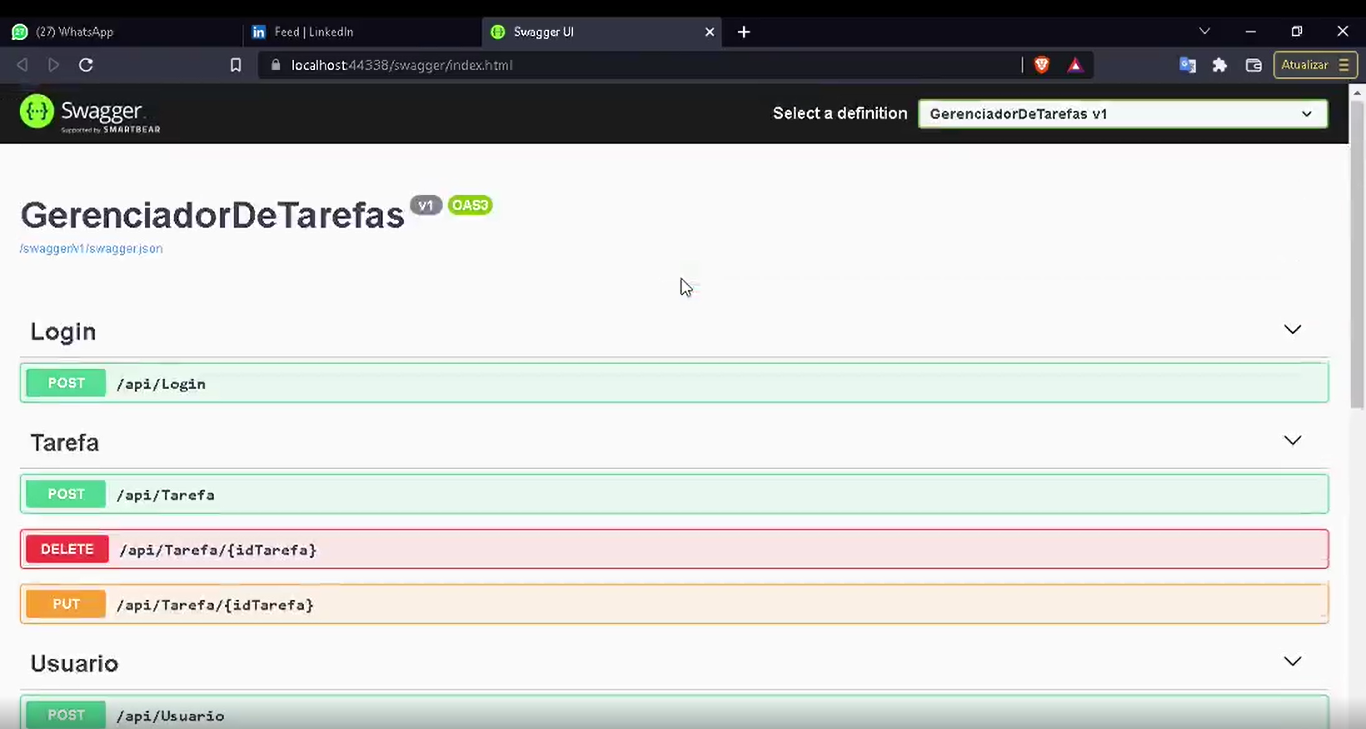 (27) WhatsApp
Feed | LinkedIn
Swagger UI
localhost:44338/swagger/index.html
Atualizar
Swagger.
Supported by SMARTBEAR
Select a definition
GerenciadorDeTarefas v1
GerenciadorDeTarefas v1 OAS3
/swagger/v1/swagger.json
Login
POST /api/Login
Tarefa
POST /api/Tarefa
DELETE /api/Tarefa/{idTarefa}
PUT /api/Tarefa/{idTarefa}
Usuario
POST /api/Usuario